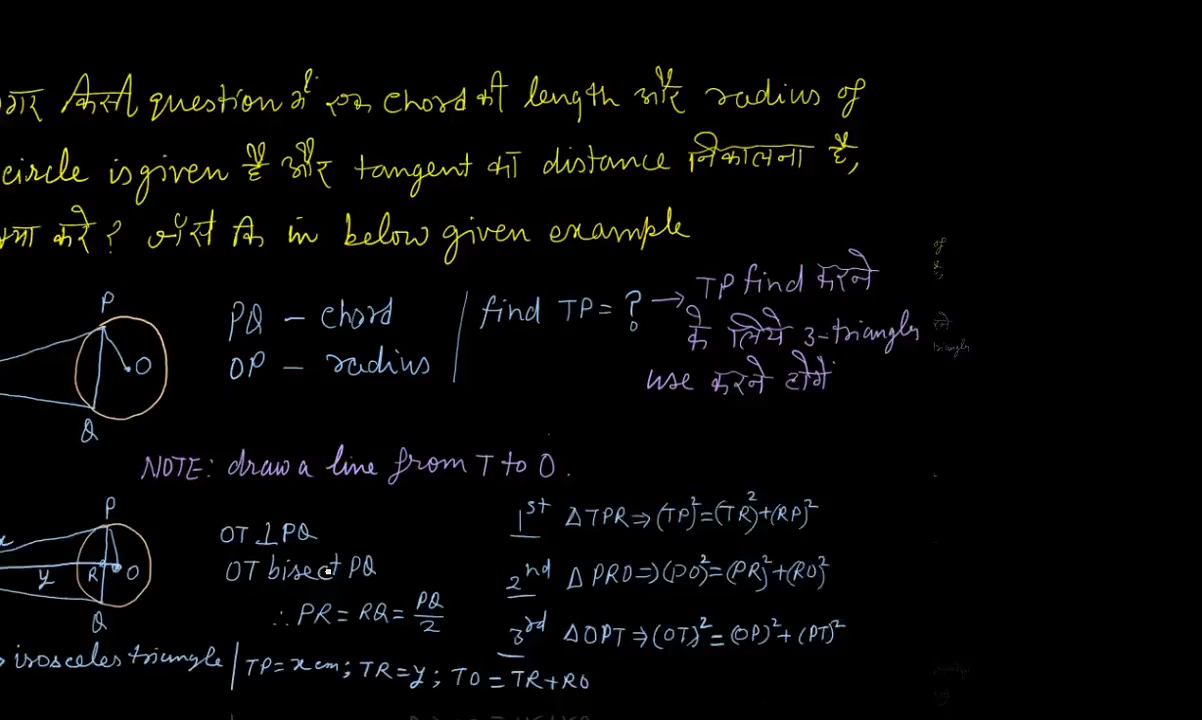 अगर किसी question में एक chord की length और radius of
circle is given है और tangent का distance निकालना है,
क्या करे? जैसे कि in below given example
P
O
Q
PQ - chord
OP - radius
find TP = ? → TP find करने
के लिये 3-triangles
use करने होंगे
NOTE: draw a line from T to O.
P
x
y
R
O
Q
OT ⊥ PQ
OT bisect PQ
∴ PR = RQ = PQ/2
1st ΔTPR ⇒ (TP)² = (TR)² + (RP)²
2nd Δ PRO ⇒ (PO)² = (PR)² + (RO)²
3rd ΔOPT ⇒ (OT)² = (OP)² + (PT)²
isosceles triangle | TP = x cm ; TR = y ; TO = TR + RO